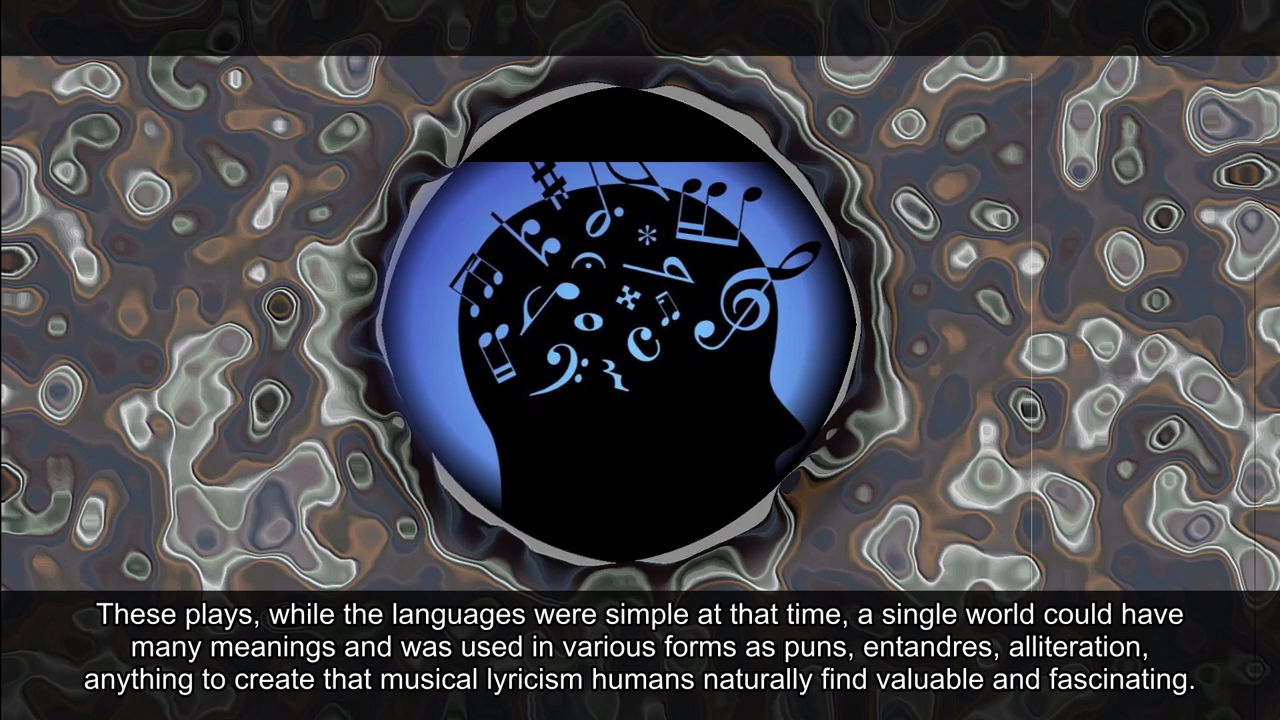 These plays, while the languages were simple at that time, a single world could have
many meanings and was used in various forms as puns, entandres, alliteration,
anything to create that musical lyricism humans naturally find valuable and fascinating.